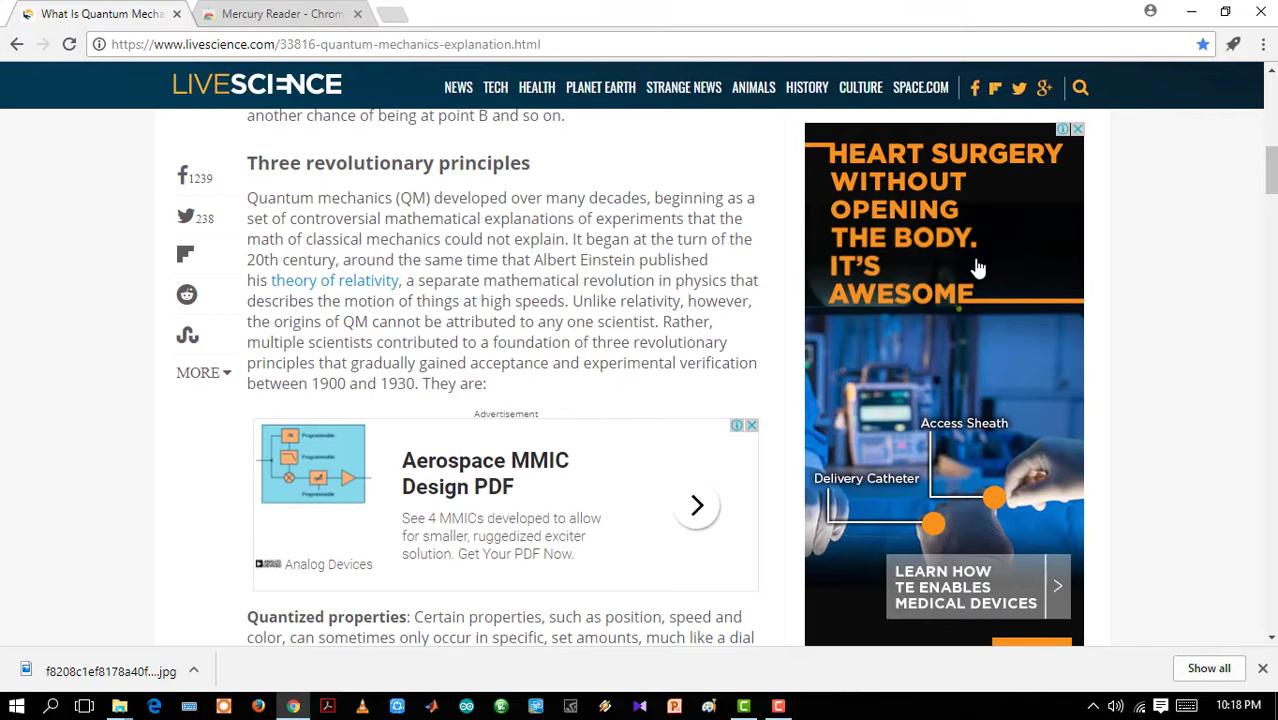 What Is Quantum Mecha
Mercury Reader - Chrom
https://www.livescience.com/33816-quantum-mechanics-explanation.html
LIVESCIENCE
NEWS TECH HEALTH PLANET EARTH STRANGE NEWS ANIMALS HISTORY CULTURE SPACE.COM
another chance of being at point B and so on.
Three revolutionary principles
1239
238
MORE
Quantum mechanics (QM) developed over many decades, beginning as a
set of controversial mathematical explanations of experiments that the
math of classical mechanics could not explain. It began at the turn of the
20th century, around the same time that Albert Einstein published
his theory of relativity, a separate mathematical revolution in physics that
describes the motion of things at high speeds. Unlike relativity, however,
the origins of QM cannot be attributed to any one scientist. Rather,
multiple scientists contributed to a foundation of three revolutionary
principles that gradually gained acceptance and experimental verification
between 1900 and 1930. They are:
Advertisement
Programmable
Programmable
Programmable
Programmable
Aerospace MMIC
Design PDF
See 4 MMICs developed to allow
for smaller, ruggedized exciter
solution. Get Your PDF Now.
ANALOG DEVICES Analog Devices
Quantized properties: Certain properties, such as position, speed and
color, can sometimes only occur in specific, set amounts, much like a dial
HEART SURGERY
WITHOUT
OPENING
THE BODY.
IT'S
AWESOME
Access Sheath
Delivery Catheter
LEARN HOW
TE ENABLES
MEDICAL DEVICES
f8208c1ef8178a40f....jpg
Show all
10:18 PM